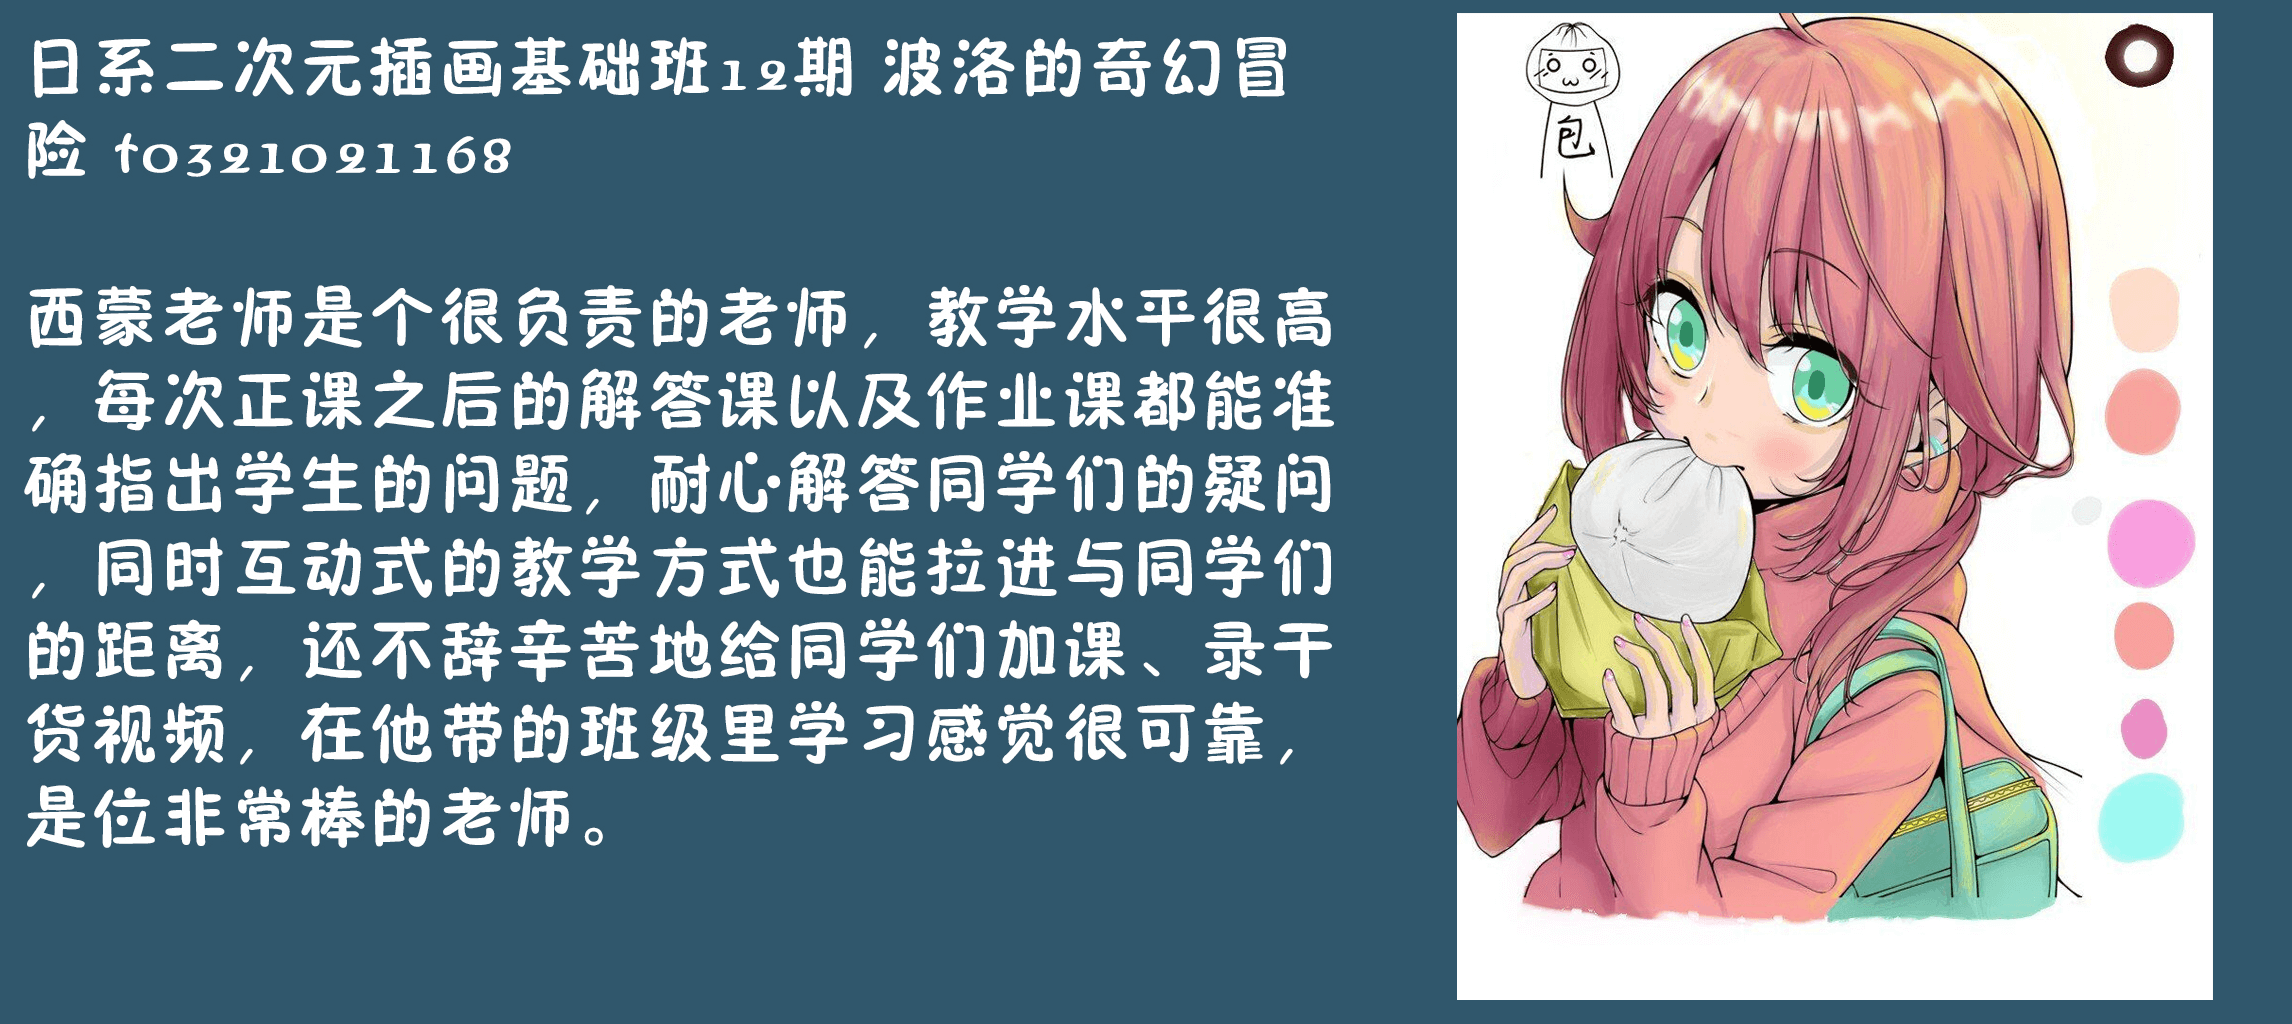 日系二次元插画基础班12期 波洛的奇幻冒
险 f0321021168
西蒙老师是个很负责的老师，教学水平很高
，每次正课之后的解答课以及作业课都能准
确指出学生的问题，耐心解答同学们的疑问
，同时互动式的教学方式也能拉进与同学们
的距离，还不辞辛苦地给同学们加课、录干
货视频，在他带的班级里学习感觉很可靠，
是位非常棒的老师。
包